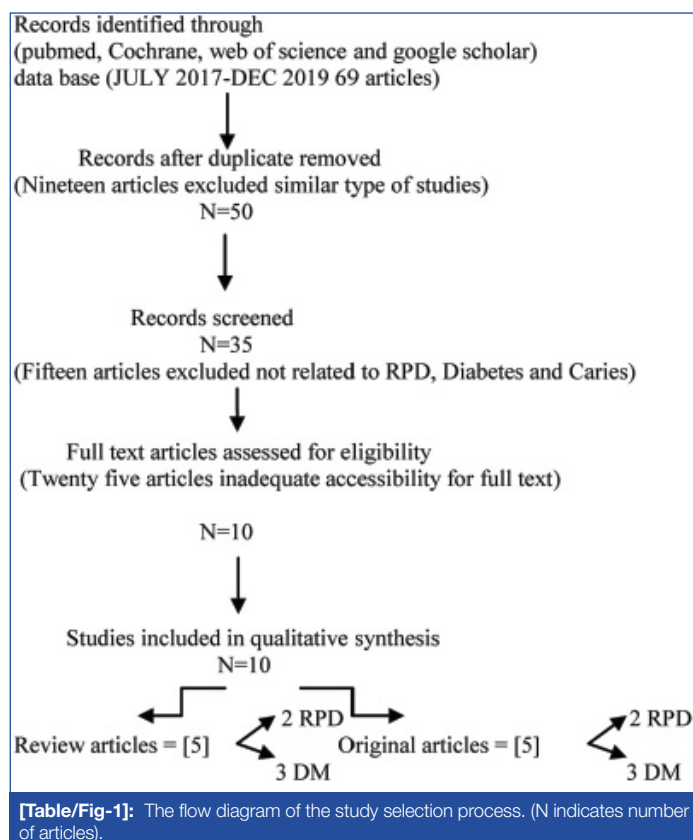 Records identified through
(pubmed, Cochrane, web of science and google scholar)
data base (JULY 2017-DEC 2019 69 articles)
Records after duplicate removed
(Nineteen articles excluded similar type of studies)
N=50
Records screened
N=35
(Fifteen articles excluded not related to RPD, Diabetes and Caries)
Full text articles assessed for eligibility
(Twenty five articles inadequate accessibility for full text)
N=10
Studies included in qualitative synthesis
N=10
Review articles = [5]
2 RPD
3 DM
Original articles = [5]
2 RPD
3 DM
[Table/Fig-1]: The flow diagram of the study selection process. (N indicates number
of articles).